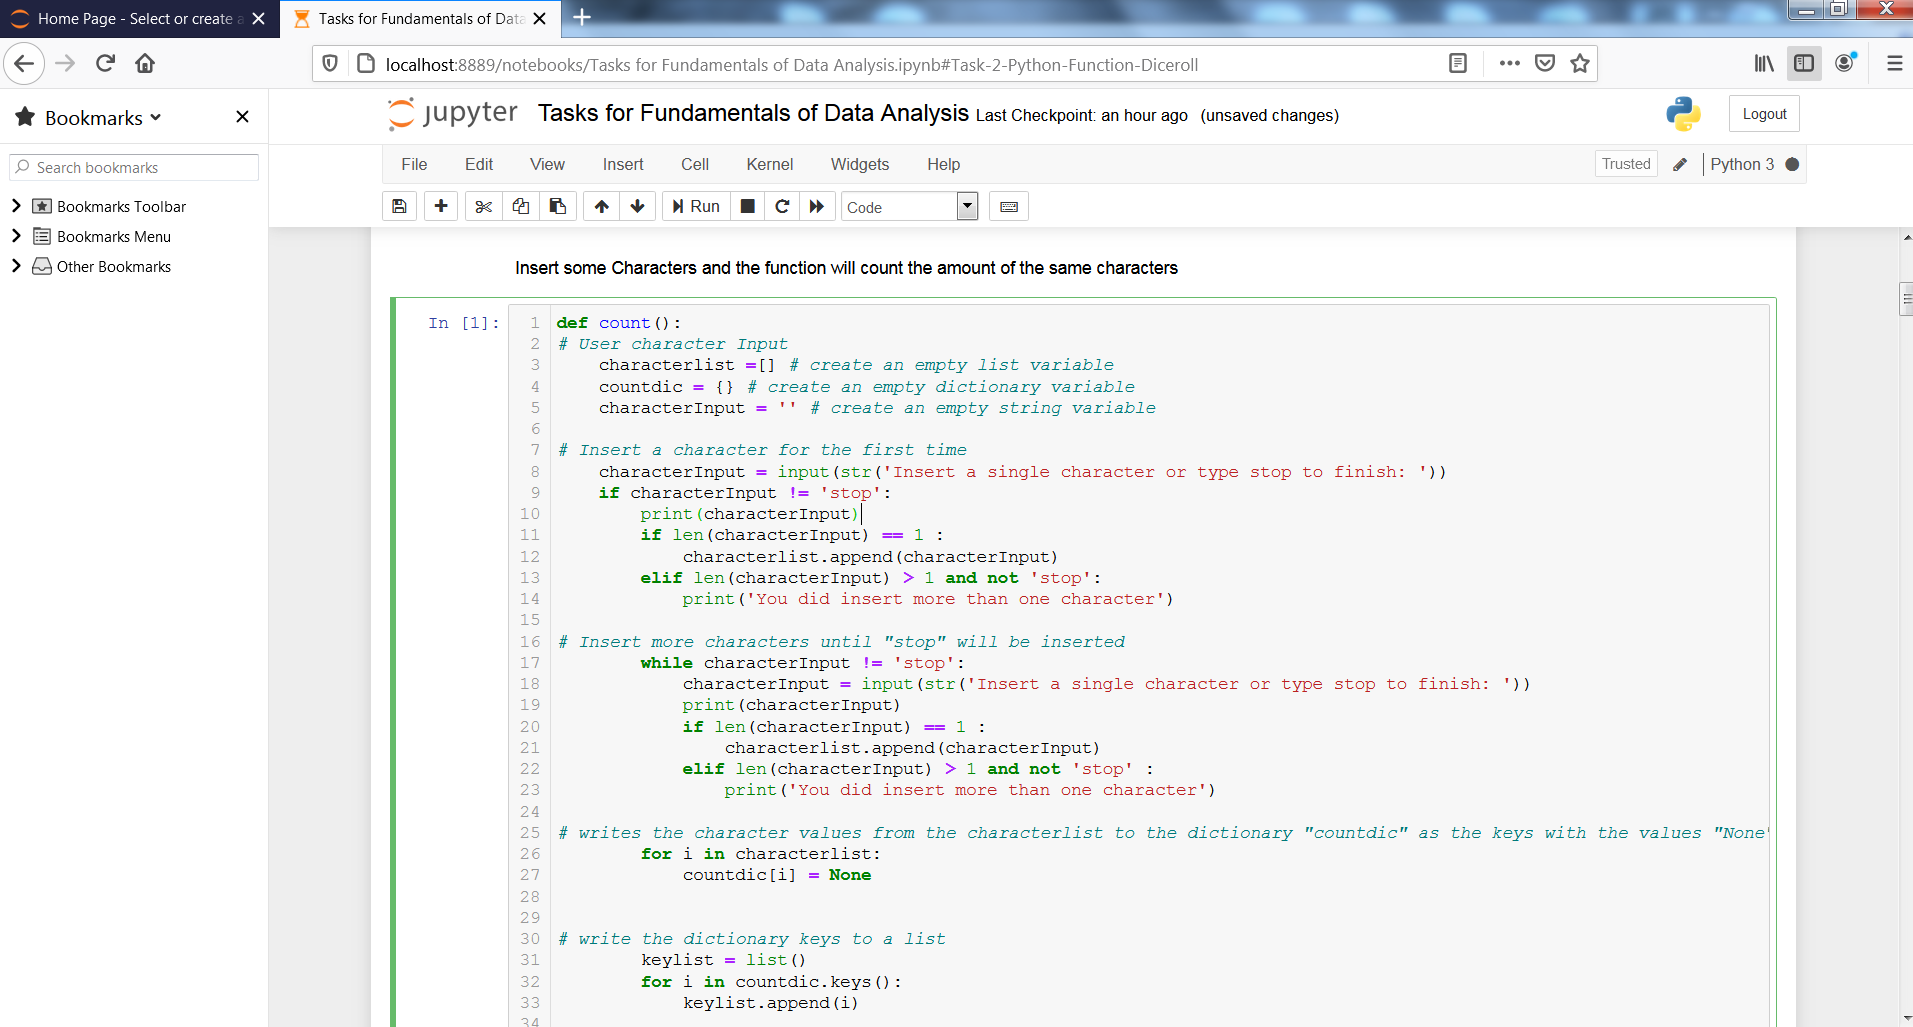 Home Page - Select or create a
Tasks for Fundamentals of Data
localhost:8889/notebooks/Tasks for Fundamentals of Data Analysis.ipynb#Task-2-Python-Function-Diceroll
Bookmarks
Search bookmarks
Bookmarks Toolbar
Bookmarks Menu
Other Bookmarks
jupyter Tasks for Fundamentals of Data Analysis Last Checkpoint: an hour ago (unsaved changes)
Logout
File Edit View Insert Cell Kernel Widgets Help
Trusted Python 3
Run Code
Insert some Characters and the function will count the amount of the same characters
In [1]:
1 def count():
2 # User character Input
3     characterlist =[] # create an empty list variable
4     countdic = {} # create an empty dictionary variable
5     characterInput = '' # create an empty string variable
6
7 # Insert a character for the first time
8     characterInput = input(str('Insert a single character or type stop to finish: '))
9     if characterInput != 'stop':
10         print(characterInput)
11         if len(characterInput) == 1 :
12             characterlist.append(characterInput)
13         elif len(characterInput) > 1 and not 'stop':
14             print('You did insert more than one character')
15
16 # Insert more characters until "stop" will be inserted
17         while characterInput != 'stop':
18             characterInput = input(str('Insert a single character or type stop to finish: '))
19             print(characterInput)
20             if len(characterInput) == 1 :
21                 characterlist.append(characterInput)
22             elif len(characterInput) > 1 and not 'stop' :
23                 print('You did insert more than one character')
24
25 # writes the character values from the characterlist to the dictionary "countdic" as the keys with the values "None"
26         for i in characterlist:
27             countdic[i] = None
28
29
30 # write the dictionary keys to a list
31         keylist = list()
32         for i in countdic.keys():
33             keylist.append(i)
34